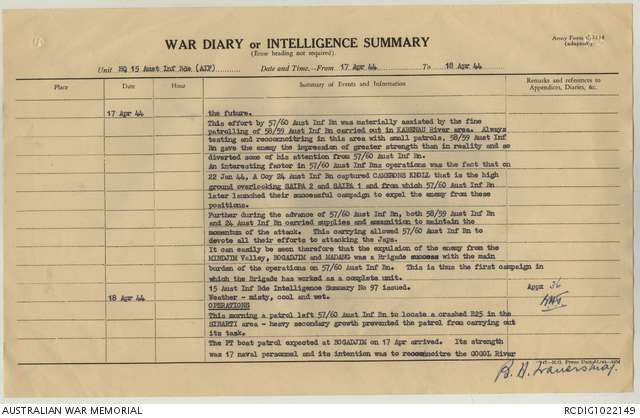 Army Form
(adapted)
WAR DIARY or INTELLIGENCE SUMMARY
(Erase heading not required).
Unit HQ 15 Aust Inf Bde (AIF) Date and Time,—From 17 Apr 44 To 18 Apr 44
Place Date Hour Summary of Events and Information Remarks and references to
Appendices, Diaries, &c.
17 Apr 44 the future.
This effort by 57/60 Aust Inf Bn was materially assisted by the fine
patrolling of 58/59 Aust Inf Bn carried out in KABENAU River area. Always
testing and reconnoitring in this area with small patrols, 58/59 Aust Inf
Bn gave the enemy the impression of greater strength than in reality and so
diverted some of his attention from 57/60 Aust Inf Bn.
An interesting factor in 57/60 Aust Inf Bns operations was the fact that on
22 Jan 44, A Coy 24 Aust Inf Bn captured CAMERONS KNOLL that is the high
ground overlooking SAIPA 2 and SAIPA 1 and from which 57/60 Aust Inf Bn
later launched their successful campaign to expel the enemy from these
positions.
Further during the advance of 57/60 Aust Inf Bn, both 58/59 Aust Inf Bn
and 24 Aust Inf Bn carried supplies and ammunition to maintain the
momentum of the attack. This carrying allowed 57/60 Aust Inf Bn to
devote all their efforts to attacking the Japs.
It can easily be seen therefore that the expulsion of the enemy from the
MINDJIM Valley, BOGADJIM and MADANG was a Brigade success with the main
burden of the operations on 57/60 Aust Inf Bn. This is thus the first campaign in
which the Brigade has worked as a complete unit.
15 Aust Inf Bde Intelligence Summary No 97 issued. Appx 36
18 Apr 44 Weather - misty, cool and wet.
OPERATIONS
This morning a patrol left 57/60 Aust Inf Bn to locate a crashed B25 in the
SIBARTI area - heavy secondary growth prevented the patrol from carrying out
its task.
The PT boat patrol expected at BOGADJIM on 17 Apr arrived. Its strength
was 17 naval personnel and its intention was to reconnoitre the GOGOL River
AUSTRALIAN WAR MEMORIAL RCDIG1022149